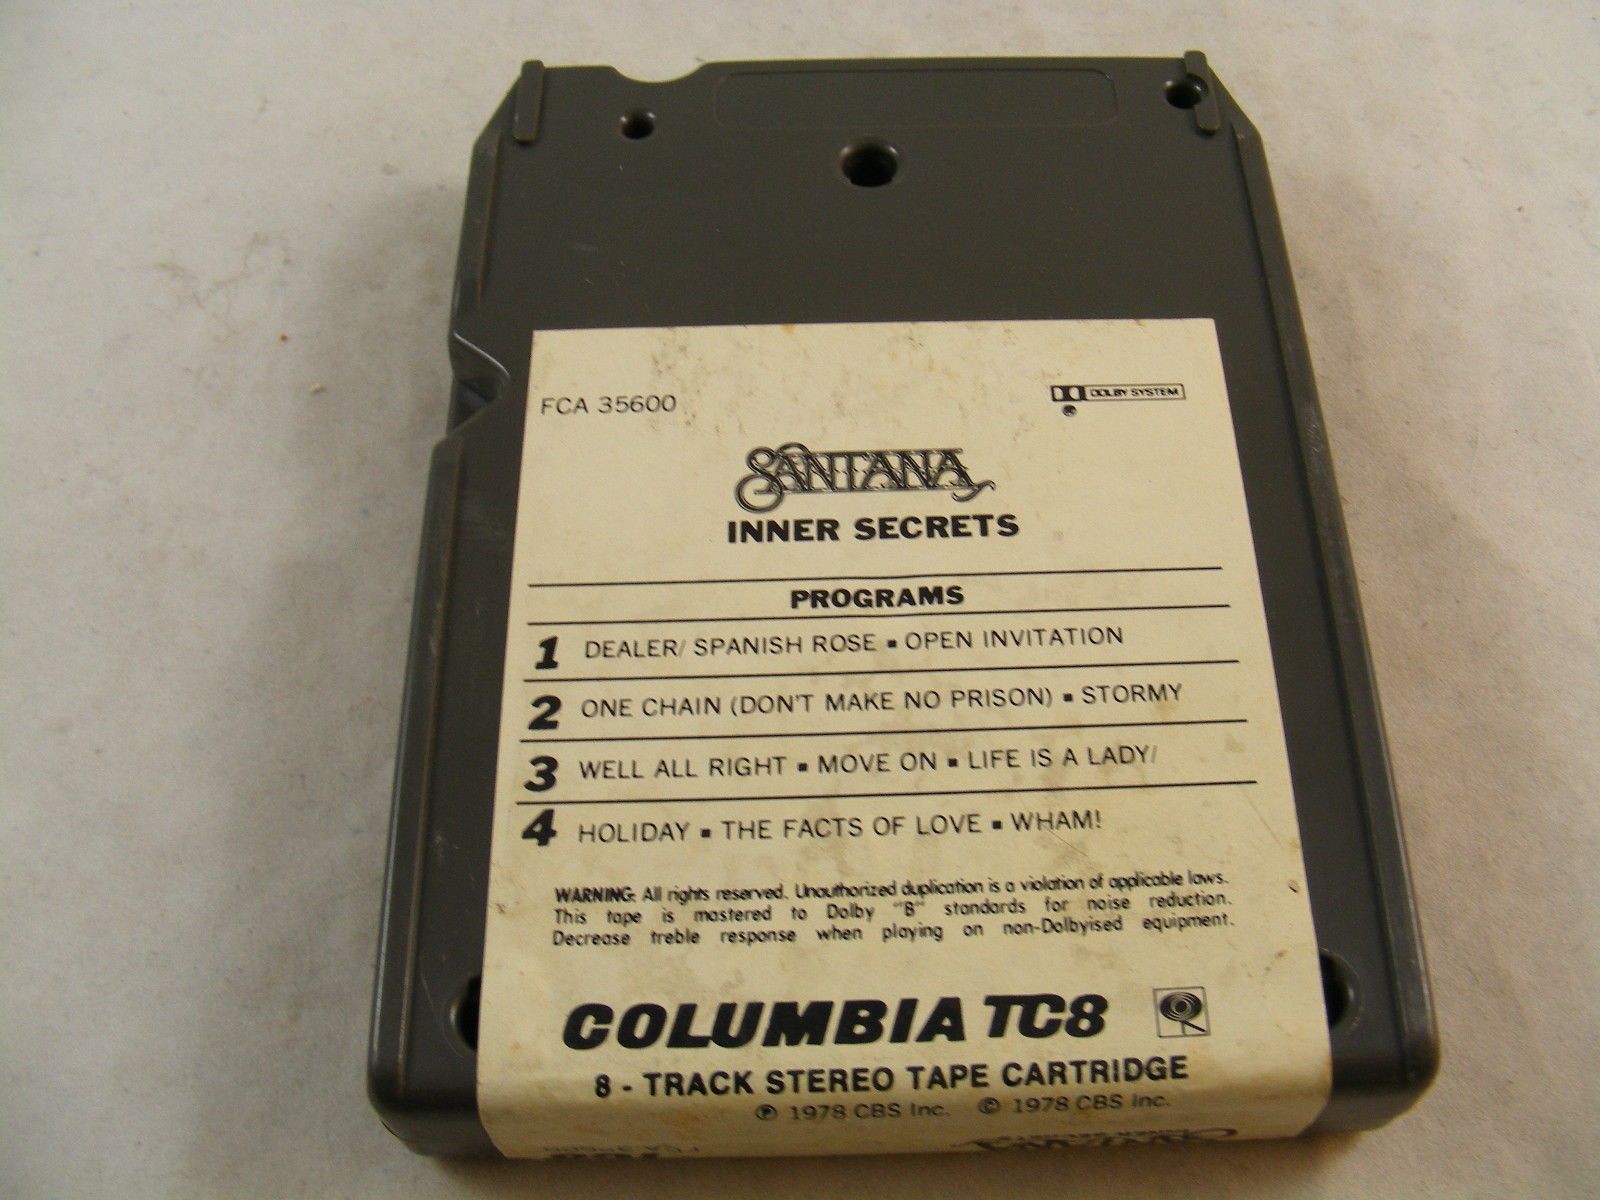 FCA 35600
DOLBY SYSTEM
SANTANA
INNER SECRETS
PROGRAMS
1 DEALER/ SPANISH ROSE ▪ OPEN INVITATION
2 ONE CHAIN (DON'T MAKE NO PRISON) ▪ STORMY
3 WELL ALL RIGHT ▪ MOVE ON ▪ LIFE IS A LADY/
4 HOLIDAY ▪ THE FACTS OF LOVE ▪ WHAM!
WARNING: All rights reserved. Unauthorized duplication is a violation of applicable laws.
This tape is mastered to Dolby "B" standards for noise reduction.
Decrease treble response when playing on non-Dolbyised equipment.
COLUMBIA TC8
8 - TRACK STEREO TAPE CARTRIDGE
℗ 1978 CBS Inc. © 1978 CBS Inc.
FCA 35600
SANTANA